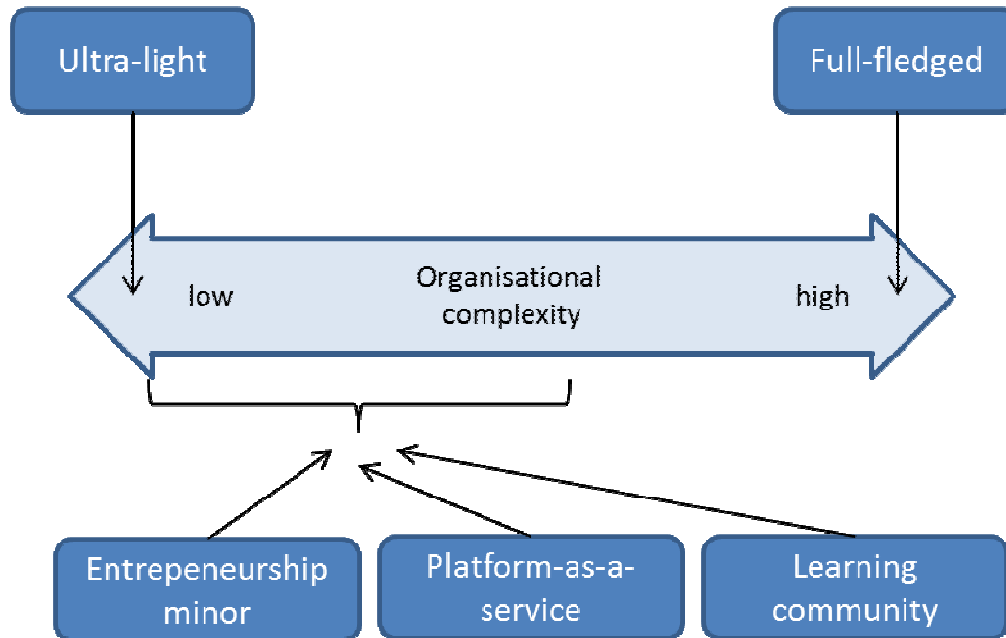 Ultra-light
Full-fledged
low
Organisational
complexity
high
Entrepeneurship
minor
Platform-as-a-
service
Learning
community